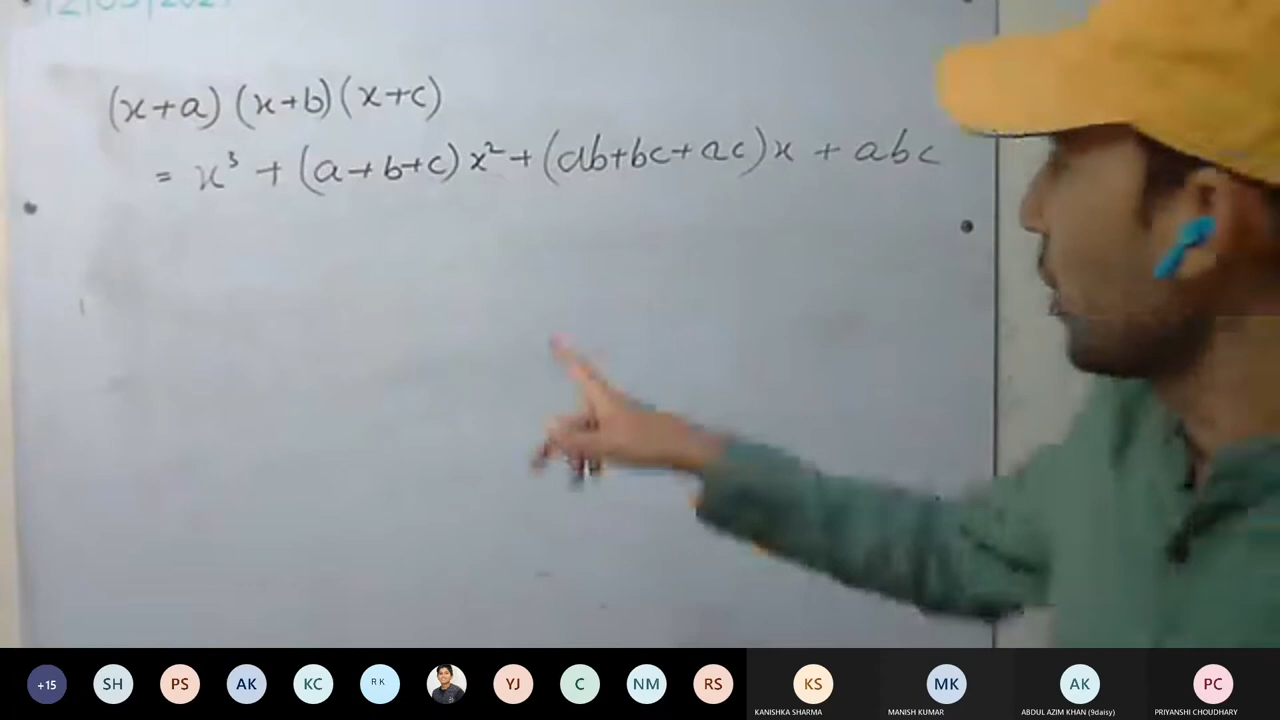 (x+a)(x+b)(x+c)
= x³ + (a+b+c)x² + (ab+bc+ac)x + abc
+15 SH PS AK KC RK YJ C NM RS KS MK AK PC
KANISHKA SHARMA MANISH KUMAR ABDUL AZIM KHAN (9daisy) PRIYANSHI CHOUDHARY